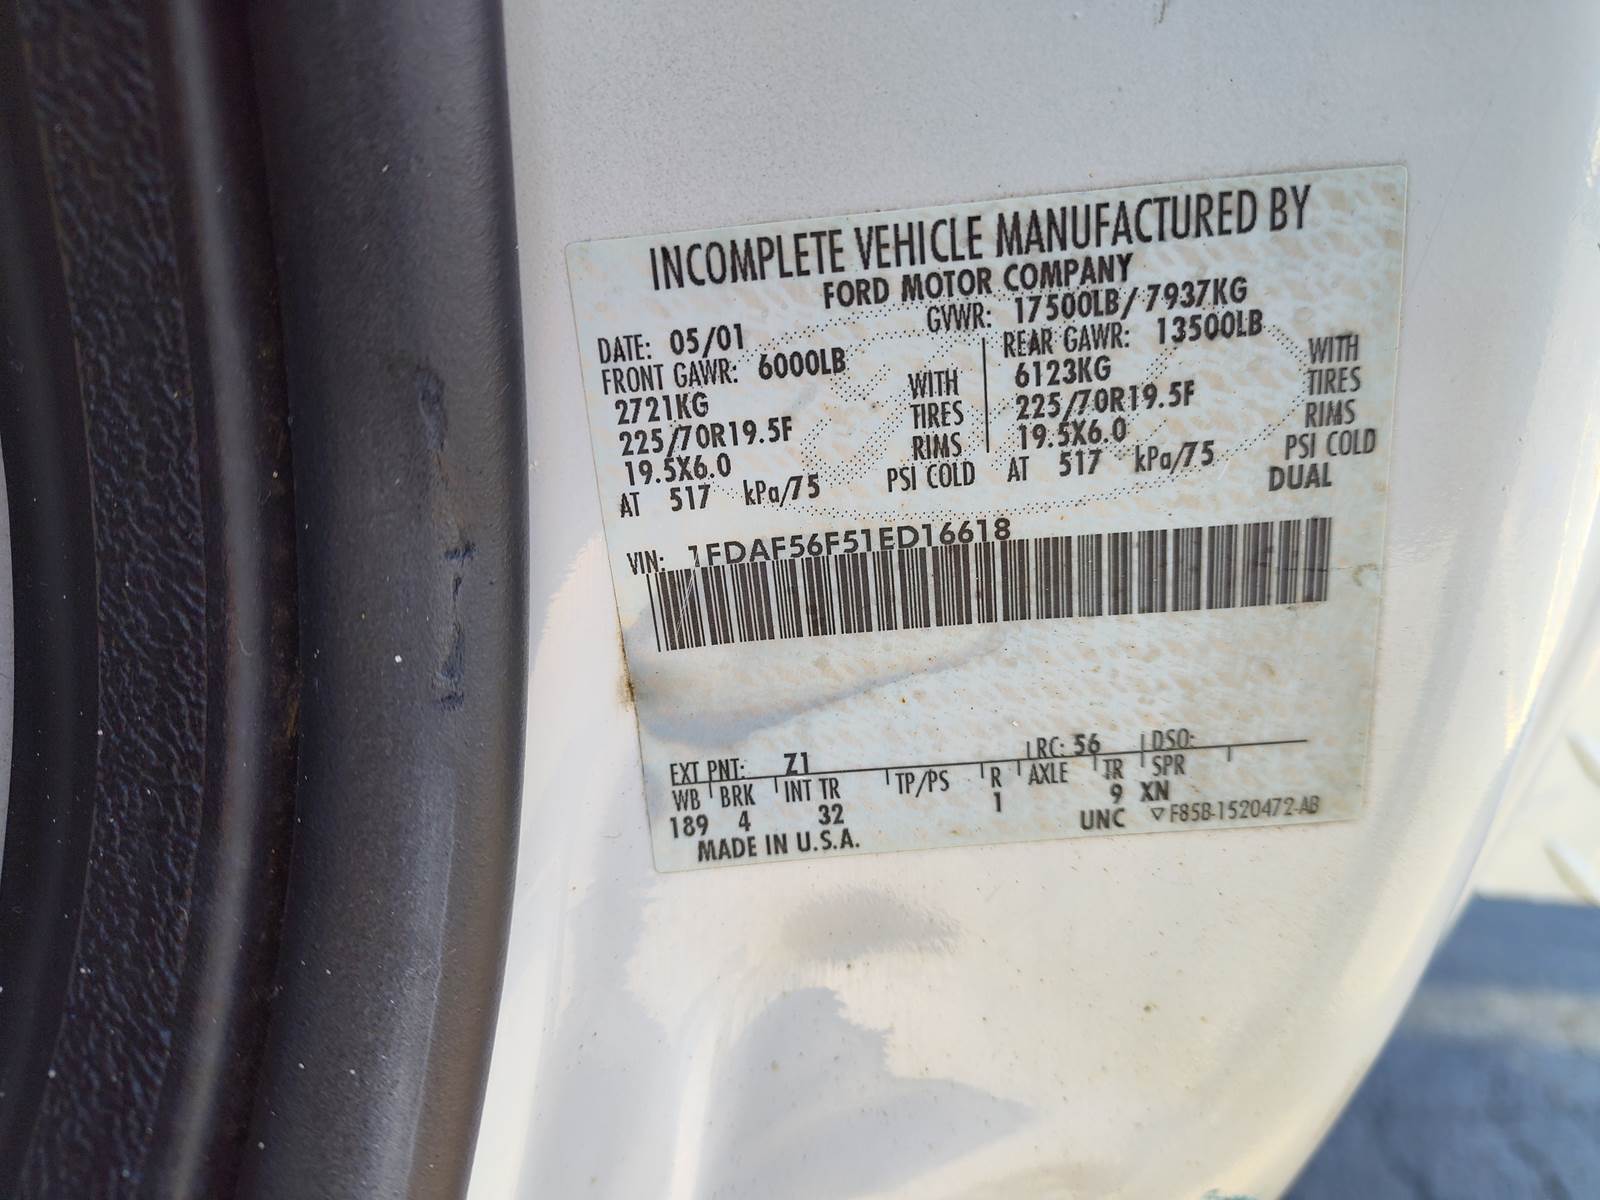 INCOMPLETE VEHICLE MANUFACTURED BY
FORD MOTOR COMPANY
DATE: 05/01 GVWR: 17500LB/ 7937KG
FRONT GAWR: 6000LB REAR GAWR: 13500LB
2721KG WITH 6123KG WITH
225/70R19.5F TIRES 225/70R19.5F TIRES
19.5X6.0 RIMS 19.5X6.0 RIMS
AT 517 kPa/75 PSI COLD AT 517 kPa/75 PSI COLD
DUAL
VIN: 1FDAF56F51ED16618
EXT PNT: Z1 RC: 56 DSO:
WB BRK INT TR TP/PS R AXLE TR SPR
189 4 32 1 9 XN
MADE IN U.S.A. UNC ▽ F85B-1520472-AB